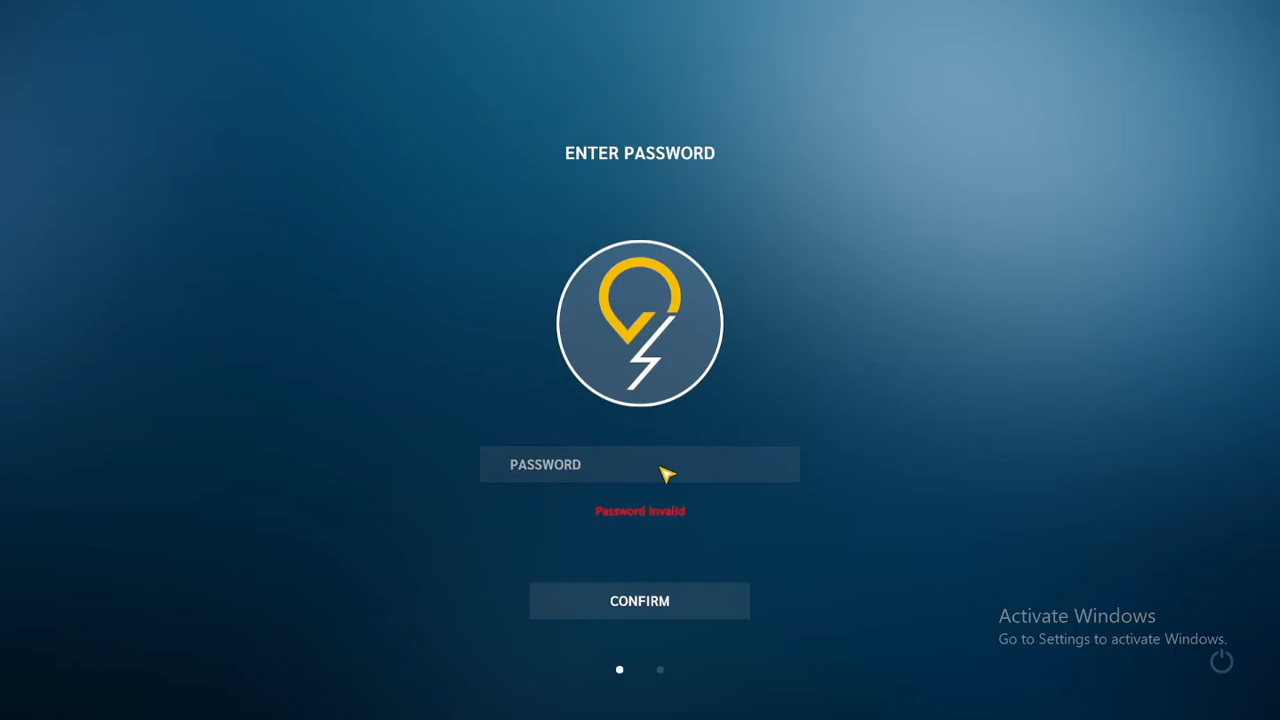 ENTER PASSWORD
PASSWORD
Password Invalid
CONFIRM
Activate Windows
Go to Settings to activate Windows.